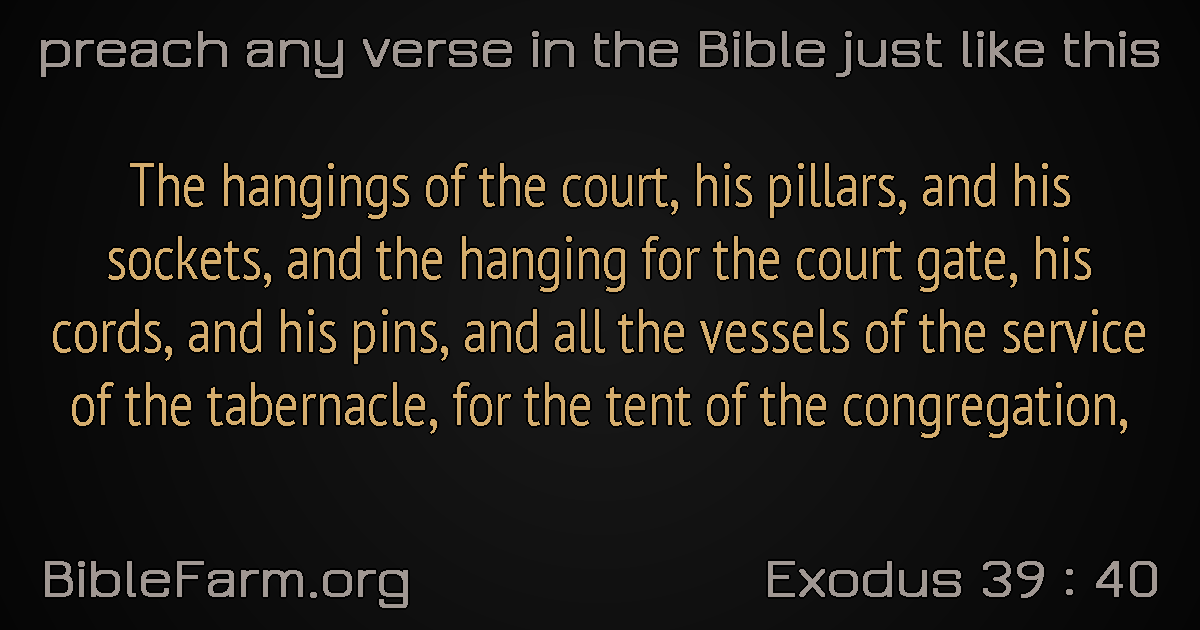 preach any verse in the Bible just like this
The hangings of the court, his pillars, and his
sockets, and the hanging for the court gate, his
cords, and his pins, and all the vessels of the service
of the tabernacle, for the tent of the congregation,
BibleFarm.org
Exodus 39 : 40